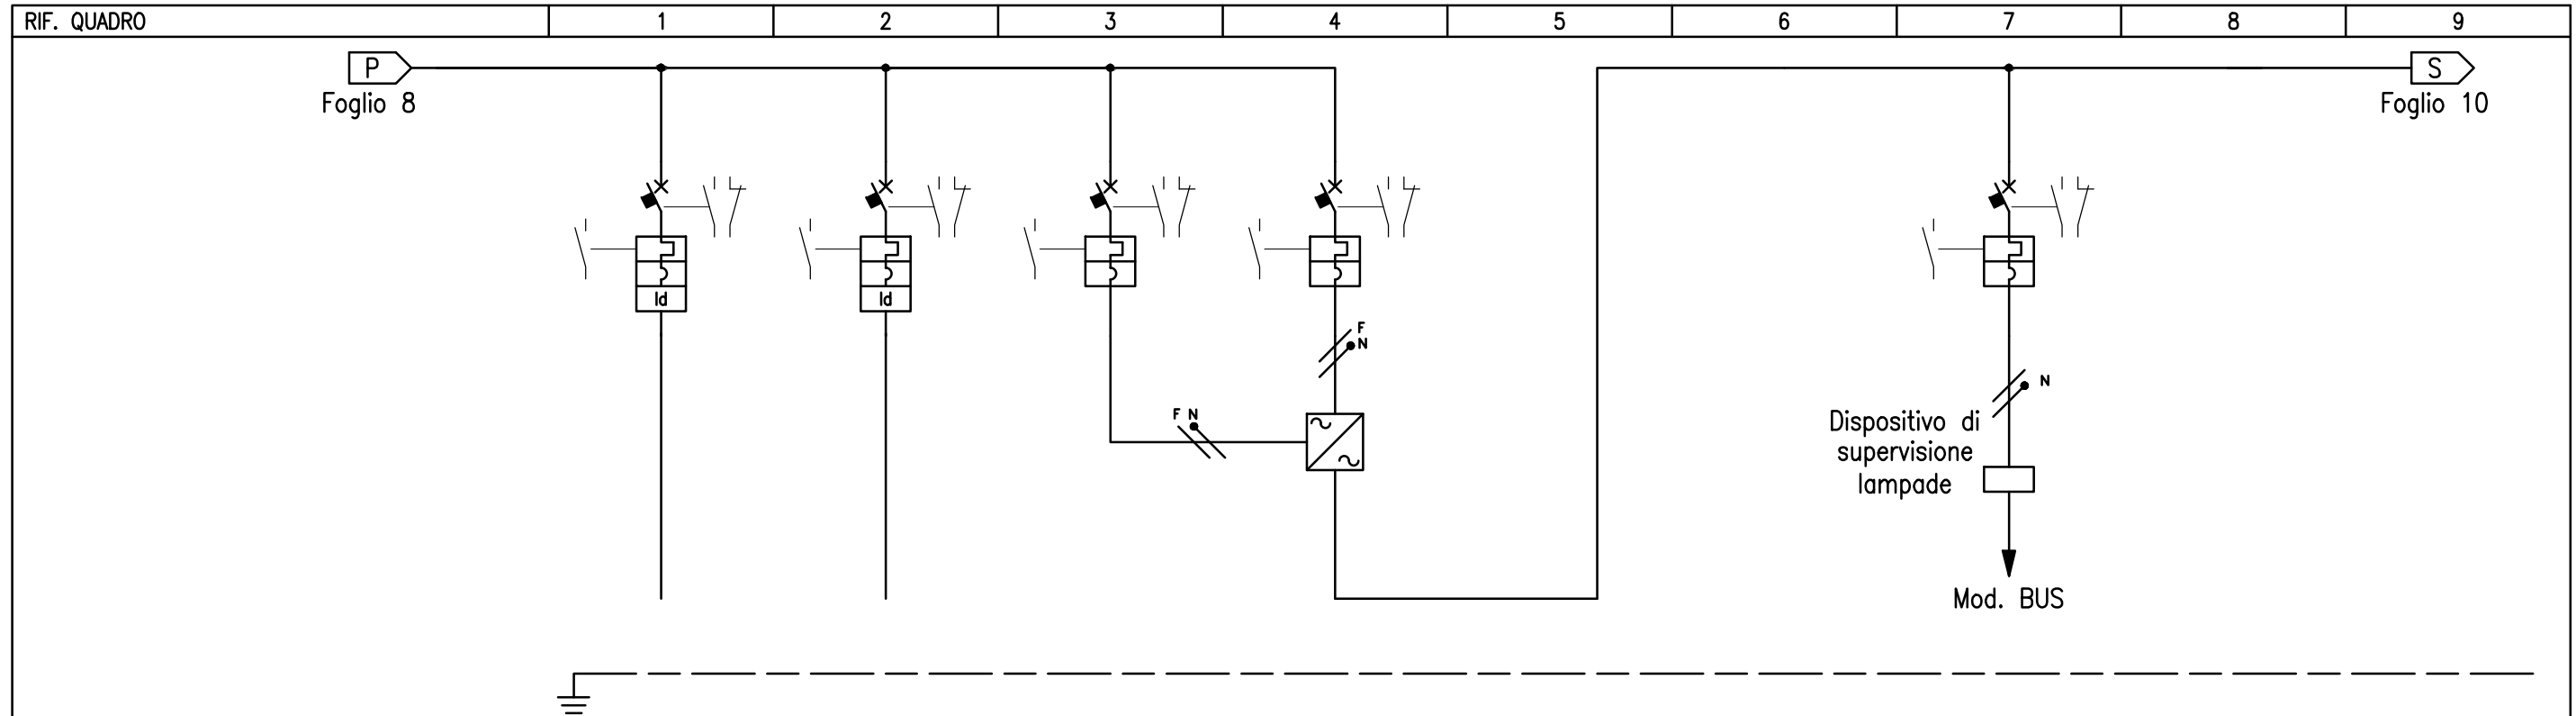 RIF. QUADRO 1 2 3 4 5 6 7 8 9
P S
Foglio 8 Foglio 10
Id Id
F
N
N
F N
Dispositivo di
supervisione
lampade
Mod. BUS